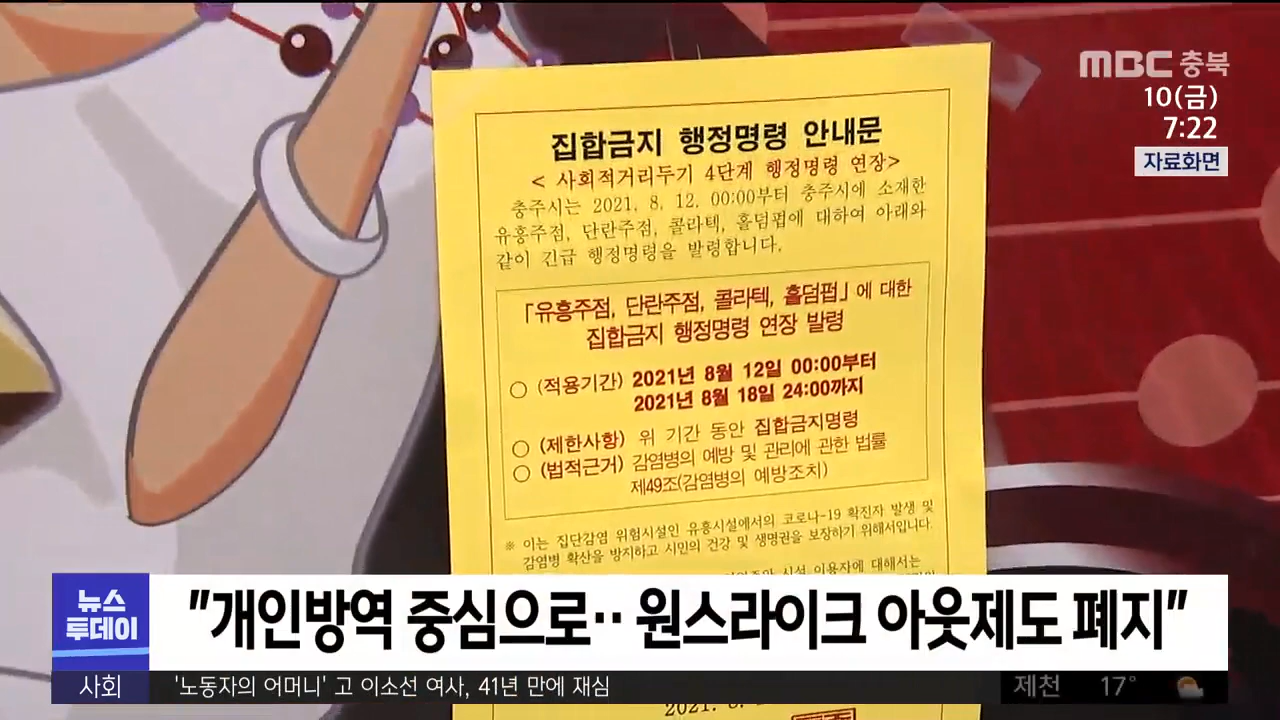 MBC 충북
10(금)
7:22
자료화면
집합금지 행정명령 안내문
< 사회적거리두기 4단계 행정명령 연장>
충주시는 2021. 8. 12. 00:00부터 충주시에 소재한
유흥주점, 단란주점, 콜라텍, 홀덤펍에 대하여 아래와
같이 긴급 행정명령을 발령합니다.
「유흥주점, 단란주점, 콜라텍, 홀덤펍」에 대한
집합금지 행정명령 연장 발령
○ (적용기간) 2021년 8월 12일 00:00부터
2021년 8월 18일 24:00까지
○ (제한사항) 위 기간 동안 집합금지명령
○ (법적근거) 감염병의 예방 및 관리에 관한 법률
제49조(감염병의 예방조치)
※ 이는 집단감염 위험시설인 유흥시설에서의 코로나-19 확진자 발생 및
감염병 확산을 방지하고 시민의 건강 및 생명권을 보장하기 위해서입니다.
시설 이용자에 대해서는
뉴스
투데이
"개인방역 중심으로‥ 원스라이크 아웃제도 폐지"
사회
'노동자의 어머니' 고 이소선 여사, 41년 만에 재심
제천 17°
2021. 8.